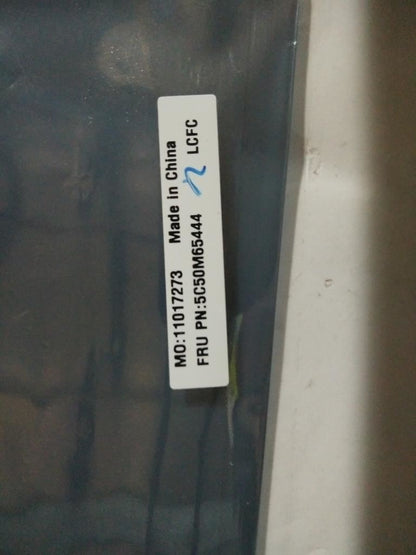 MO:11017273 Made in China
FRU PN:5C50M65444 LCFC